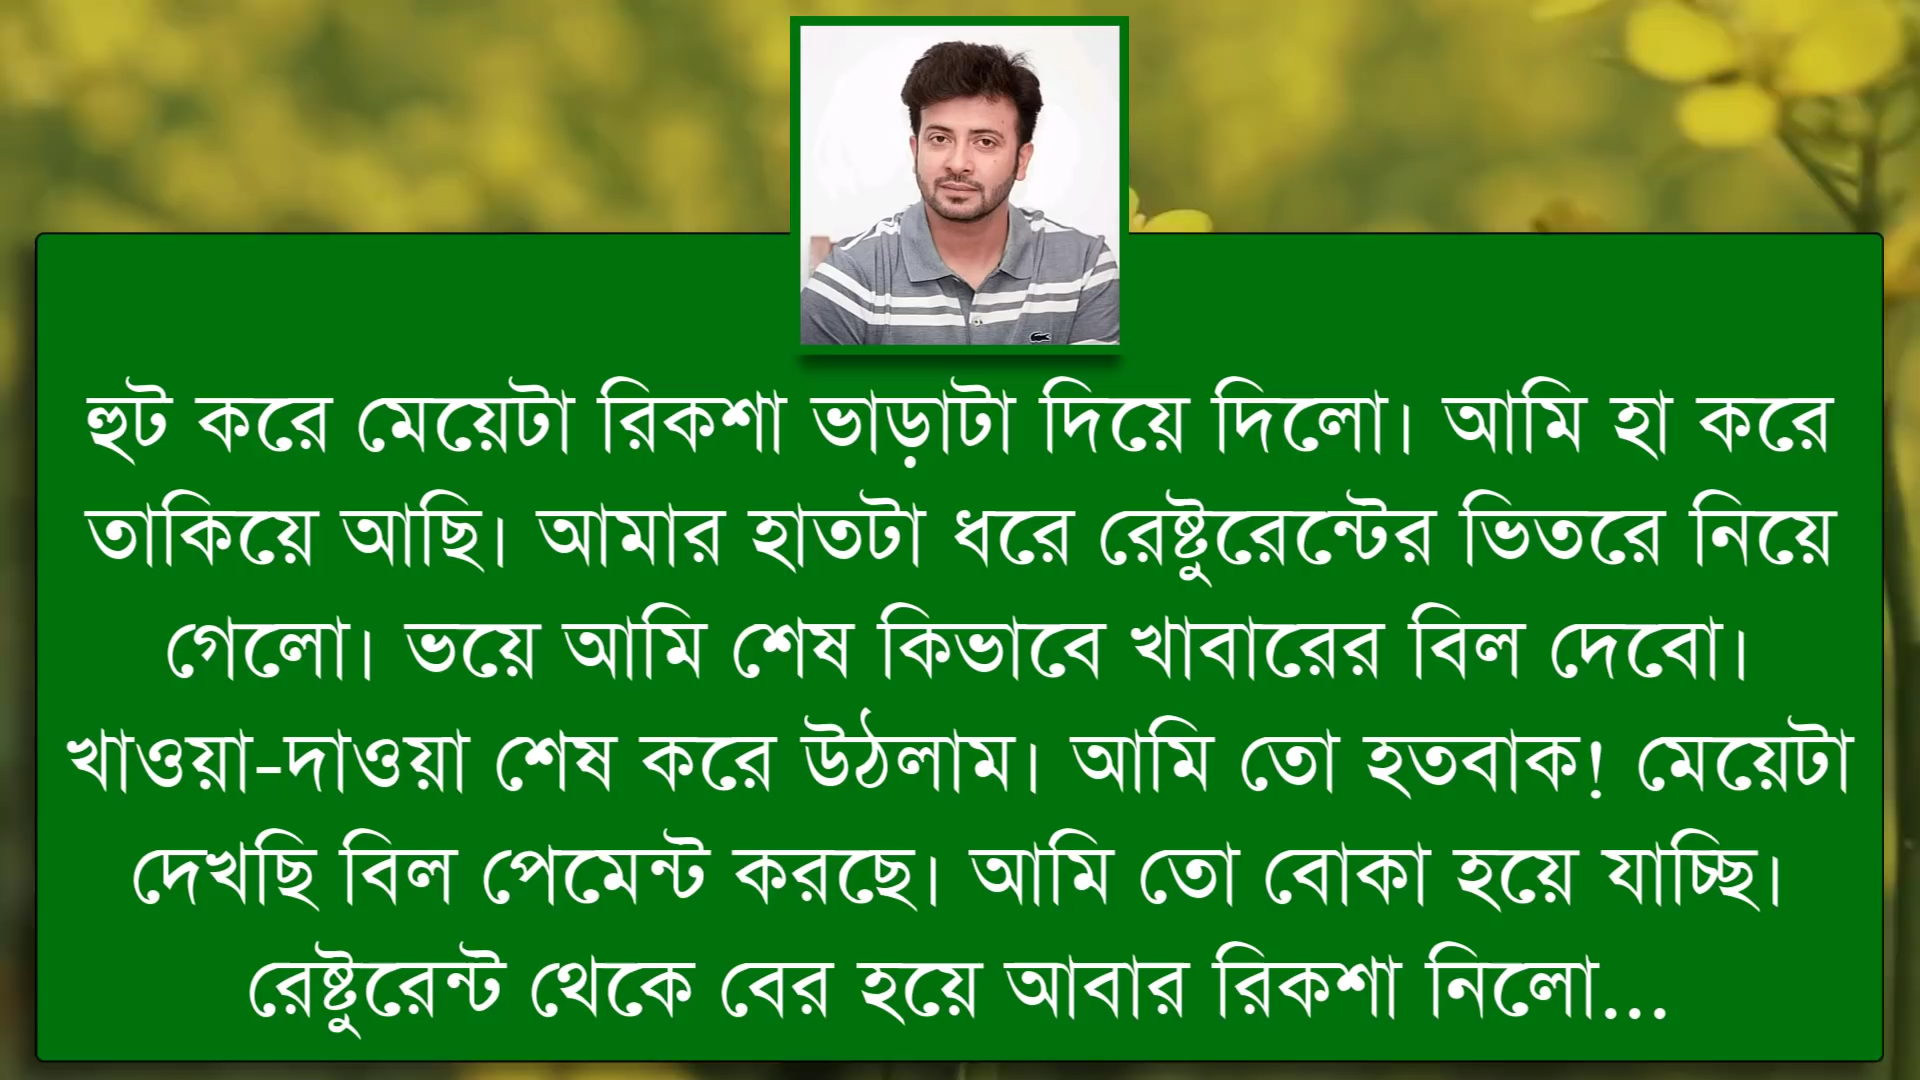 হুট করে মেয়েটা রিকশা ভাড়াটা দিয়ে দিলো। আমি হা করে
তাকিয়ে আছি। আমার হাতটা ধরে রেষ্টুরেন্টের ভিতরে নিয়ে
গেলো। ভয়ে আমি শেষ কিভাবে খাবারের বিল দেবো।
খাওয়া-দাওয়া শেষ করে উঠলাম। আমি তো হতবাক! মেয়েটা
দেখছি বিল পেমেন্ট করছে। আমি তো বোকা হয়ে যাচ্ছি।
রেষ্টুরেন্ট থেকে বের হয়ে আবার রিকশা নিলো...